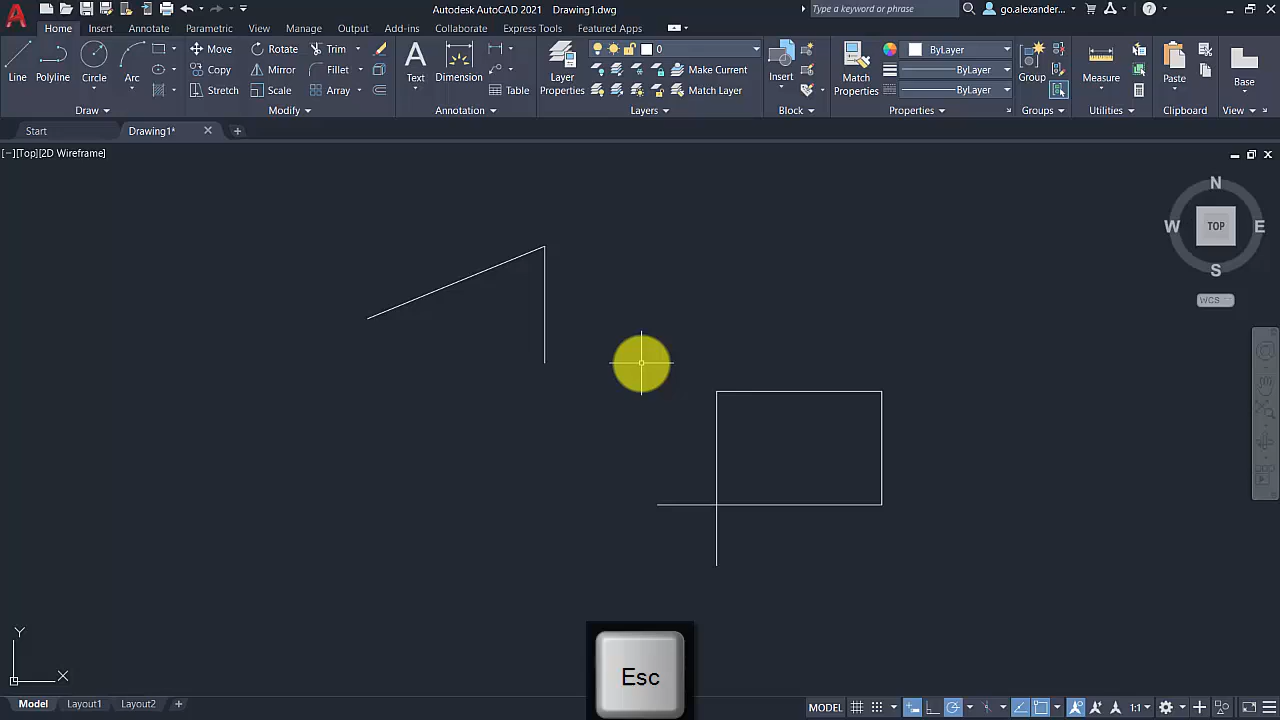 Autodesk AutoCAD 2021 Drawing1.dwg
Type a keyword or phrase
go.alexander...
Home Insert Annotate Parametric View Manage Output Add-ins Collaborate Express Tools Featured Apps
Line
Polyline
Circle
Arc
Move Rotate Trim
Copy Mirror Fillet
Stretch Scale Array
Text
Dimension
Table
Layer
Properties
0
Make Current
Match Layer
Insert
Match
Properties
ByLayer
ByLayer
ByLayer
Group
Measure
Paste
Base
Draw Modify Annotation Layers Block Properties Groups Utilities Clipboard View
Start Drawing1*
[−][Top][2D Wireframe]
N
W TOP E
S
WCS
Y
X
Esc
Model Layout1 Layout2
MODEL 1:1